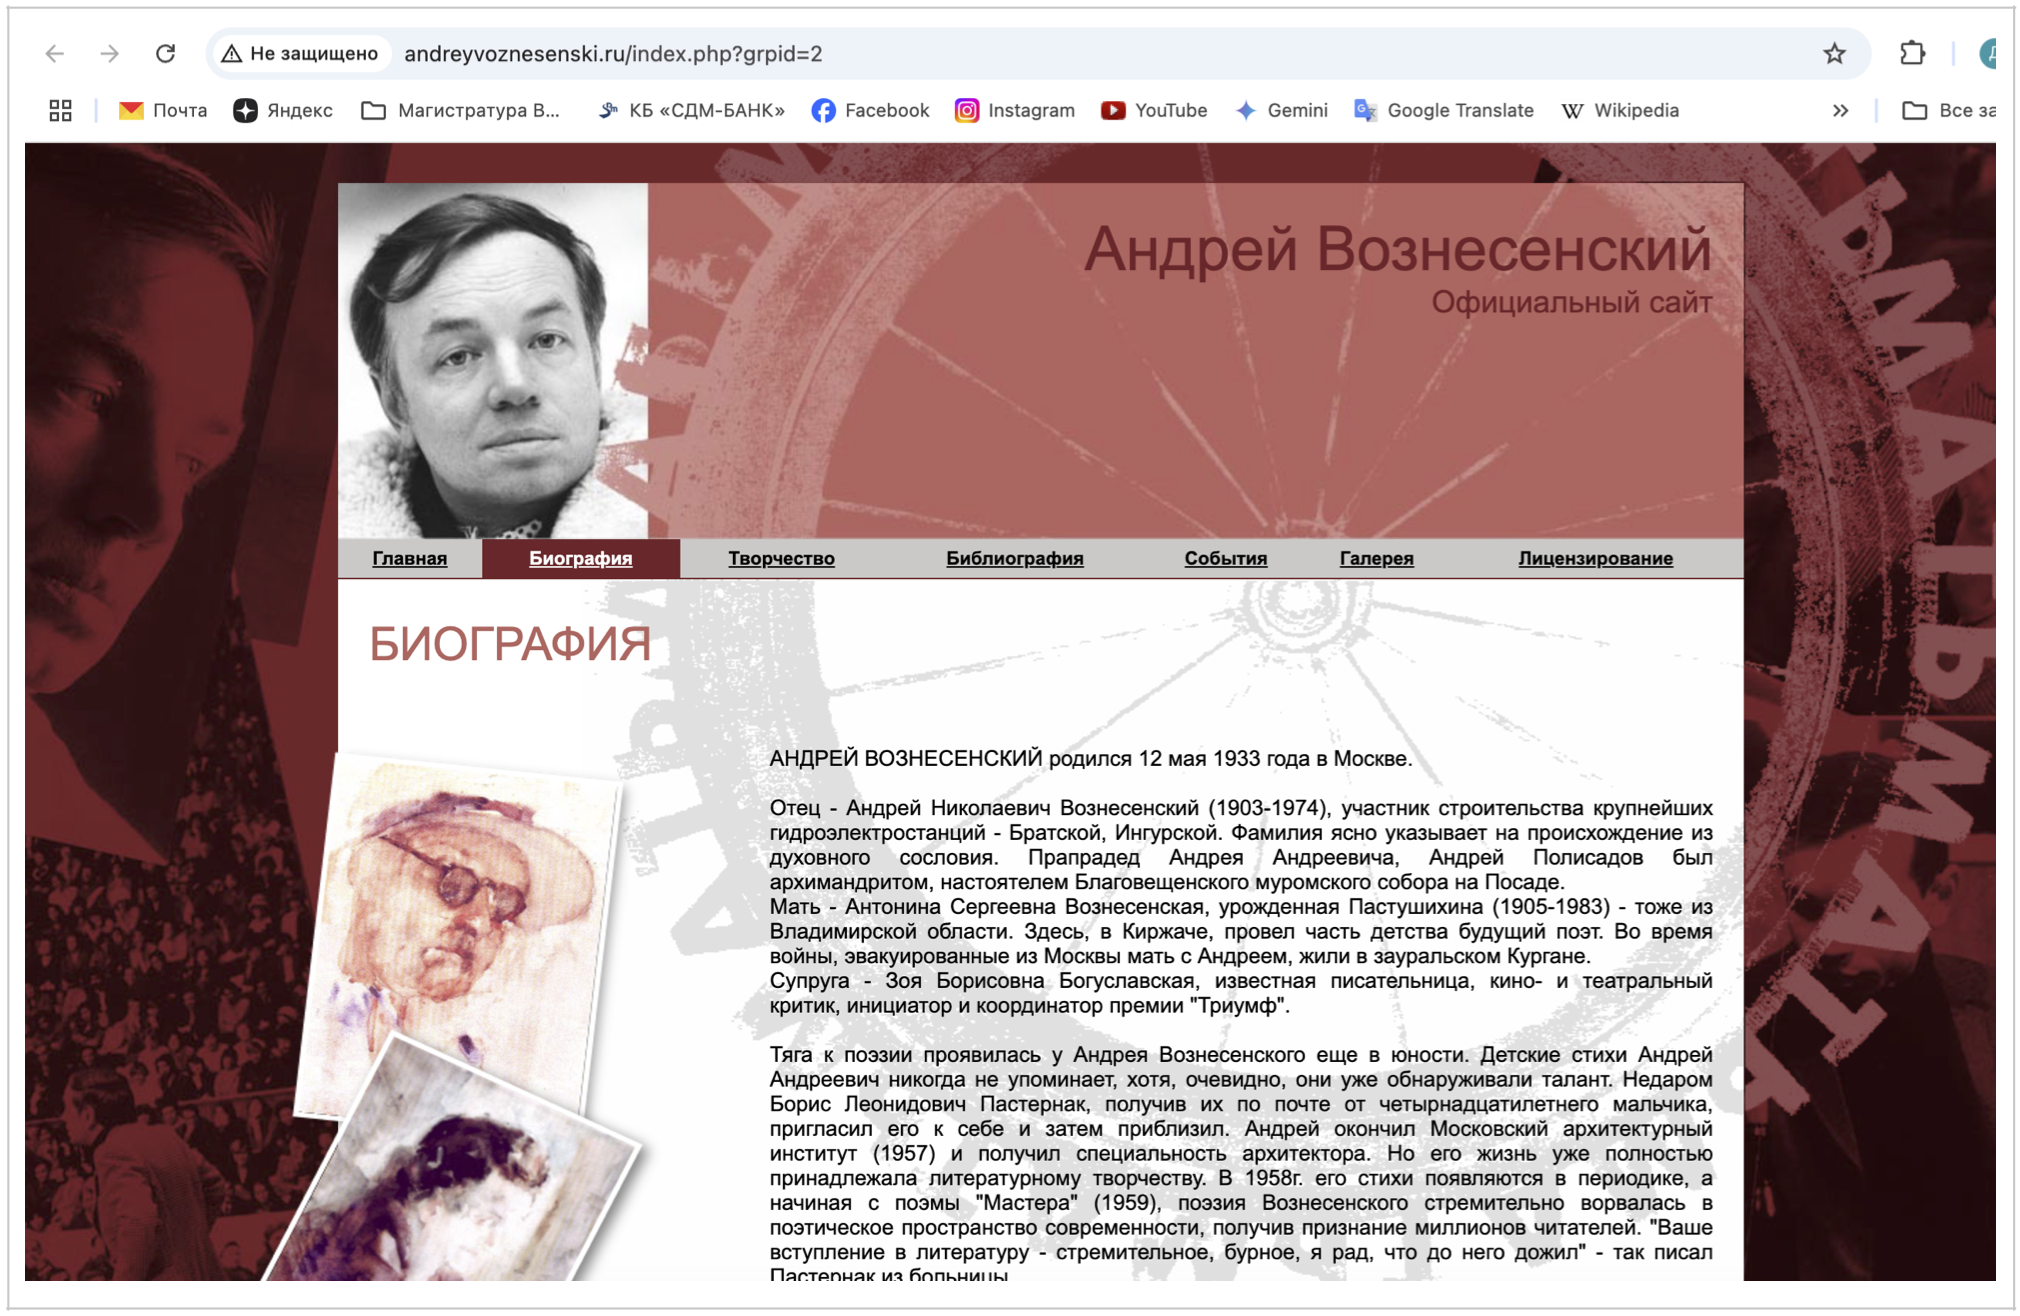 Не защищено andreyvoznesenski.ru/index.php?grpid=2
Почта Яндекс Магистратура В... КБ «СДМ-БАНК» Facebook Instagram YouTube Gemini Google Translate Wikipedia » Все за
Андрей Вознесенский
Официальный сайт
Главная Биография Творчество Библиография События Галерея Лицензирование
БИОГРАФИЯ
АНДРЕЙ ВОЗНЕСЕНСКИЙ родился 12 мая 1933 года в Москве.
Отец - Андрей Николаевич Вознесенский (1903-1974), участник строительства крупнейших
гидроэлектростанций - Братской, Ингурской. Фамилия ясно указывает на происхождение из
духовного сословия. Прапрадед Андрея Андреевича, Андрей Полисадов был
архимандритом, настоятелем Благовещенского муромского собора на Посаде.
Мать - Антонина Сергеевна Вознесенская, урожденная Пастушихина (1905-1983) - тоже из
Владимирской области. Здесь, в Киржаче, провел часть детства будущий поэт. Во время
войны, эвакуированные из Москвы мать с Андреем, жили в зауральском Кургане.
Супруга - Зоя Борисовна Богуславская, известная писательница, кино- и театральный
критик, инициатор и координатор премии "Триумф".
Тяга к поэзии проявилась у Андрея Вознесенского еще в юности. Детские стихи Андрей
Андреевич никогда не упоминает, хотя, очевидно, они уже обнаруживали талант. Недаром
Борис Леонидович Пастернак, получив их по почте от четырнадцатилетнего мальчика,
пригласил его к себе и затем приблизил. Андрей окончил Московский архитектурный
институт (1957) и получил специальность архитектора. Но его жизнь уже полностью
принадлежала литературному творчеству. В 1958г. его стихи появляются в периодике, а
начиная с поэмы "Мастера" (1959), поэзия Вознесенского стремительно ворвалась в
поэтическое пространство современности, получив признание миллионов читателей. "Ваше
вступление в литературу - стремительное, бурное, я рад, что до него дожил" - так писал
Пастернак из больницы.